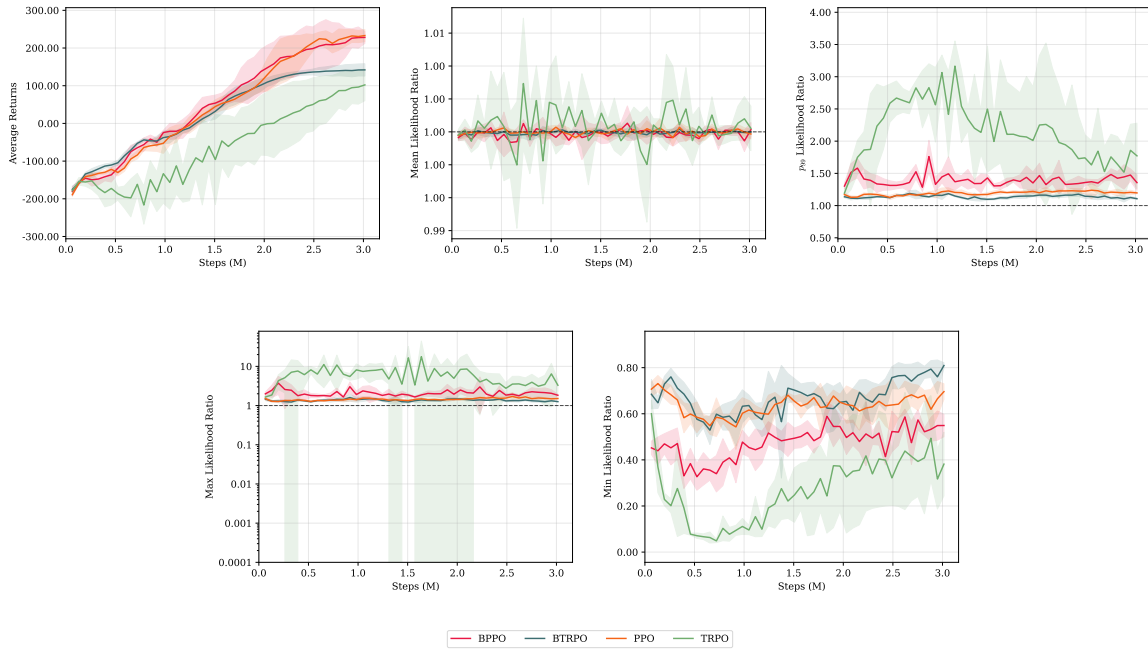 300.00
200.00
100.00
0.00
-100.00
-200.00
-300.00
Average Returns
0.0 0.5 1.0 1.5 2.0 2.5 3.0
Steps (M)
1.01
1.00
1.00
1.00
1.00
1.00
0.99
Mean Likelihood Ratio
0.0 0.5 1.0 1.5 2.0 2.5 3.0
Steps (M)
4.00
3.50
3.00
2.50
2.00
1.50
1.00
0.50
p99 Likelihood Ratio
0.0 0.5 1.0 1.5 2.0 2.5 3.0
Steps (M)
10
1
0.1
0.01
0.001
0.0001
Max Likelihood Ratio
0.0 0.5 1.0 1.5 2.0 2.5 3.0
Steps (M)
0.80
0.60
0.40
0.20
0.00
Min Likelihood Ratio
0.0 0.5 1.0 1.5 2.0 2.5 3.0
Steps (M)
BPPO BTRPO PPO TRPO